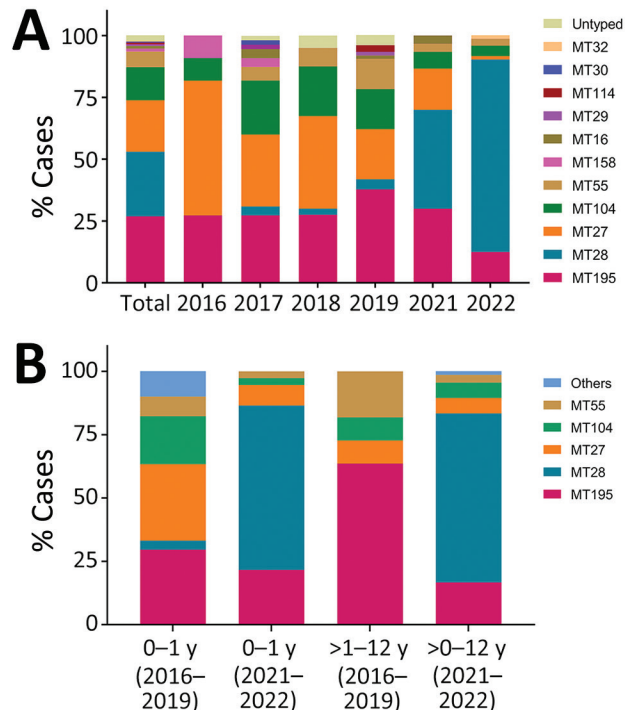 A
% Cases
100
75
50
25
0
Total 2016 2017 2018 2019 2021 2022
Untyped
MT32
MT30
MT114
MT29
MT16
MT158
MT55
MT104
MT27
MT28
MT195
B
% Cases
100
75
50
25
0
0–1 y 0–1 y >1–12 y >0–12 y
(2016– (2021– (2016– (2021–
2019) 2022) 2019) 2022)
Others
MT55
MT104
MT27
MT28
MT195